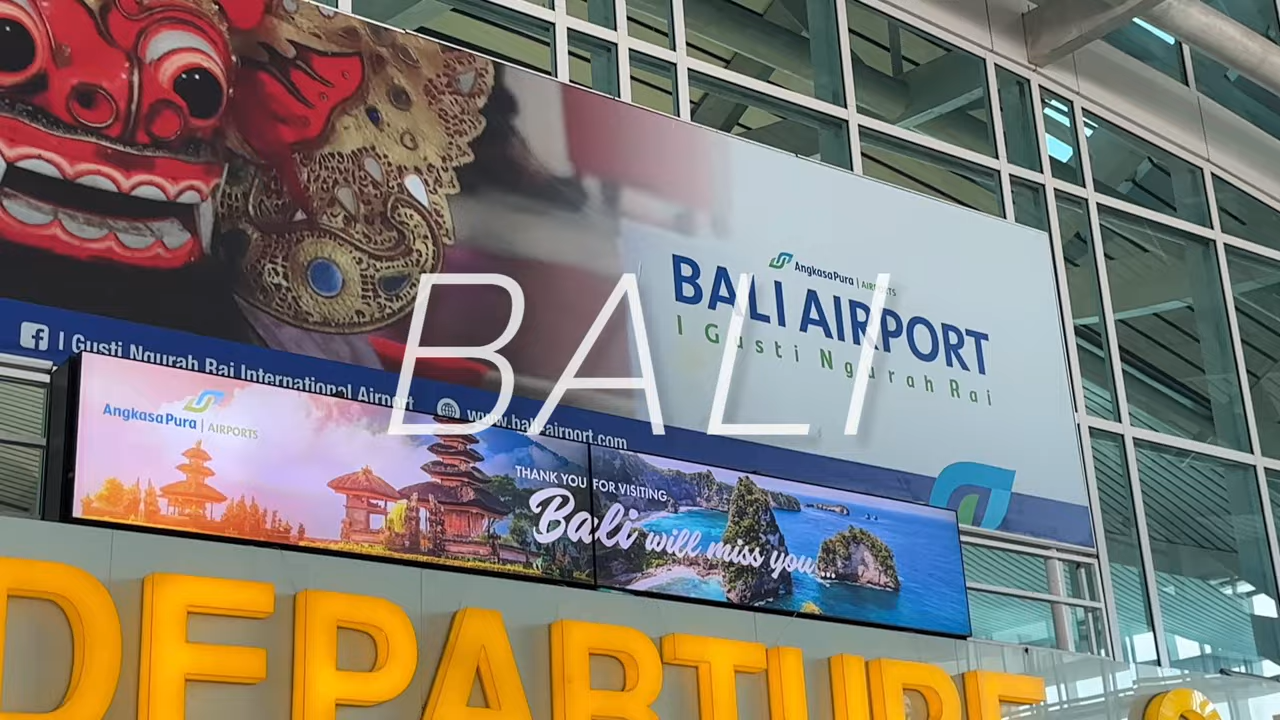 AngkasaPura | AIRPORTS
BALI AIRPORT
I Gusti Ngurah Rai
BALI
I Gusti Ngurah Rai International Airport
www.bali-airport.com
AngkasaPura | AIRPORTS
THANK YOU FOR VISITING,
Bali will miss you...
DEPARTURE